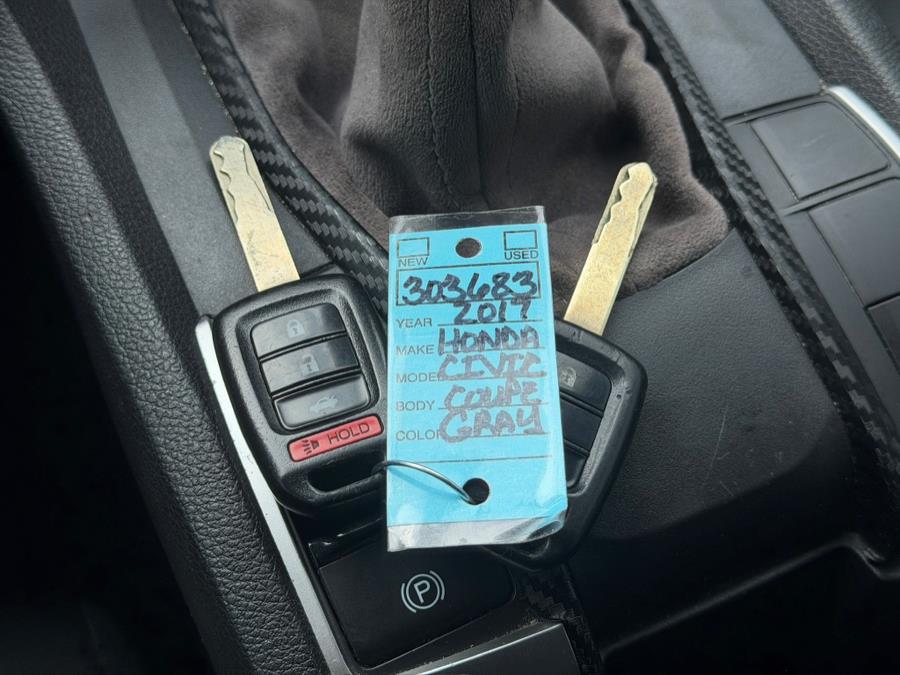 NEW USED
303683
YEAR 2017
MAKE HONDA
MODEL CIVIC
BODY COUPE
COLOR GRAY
HOLD
P